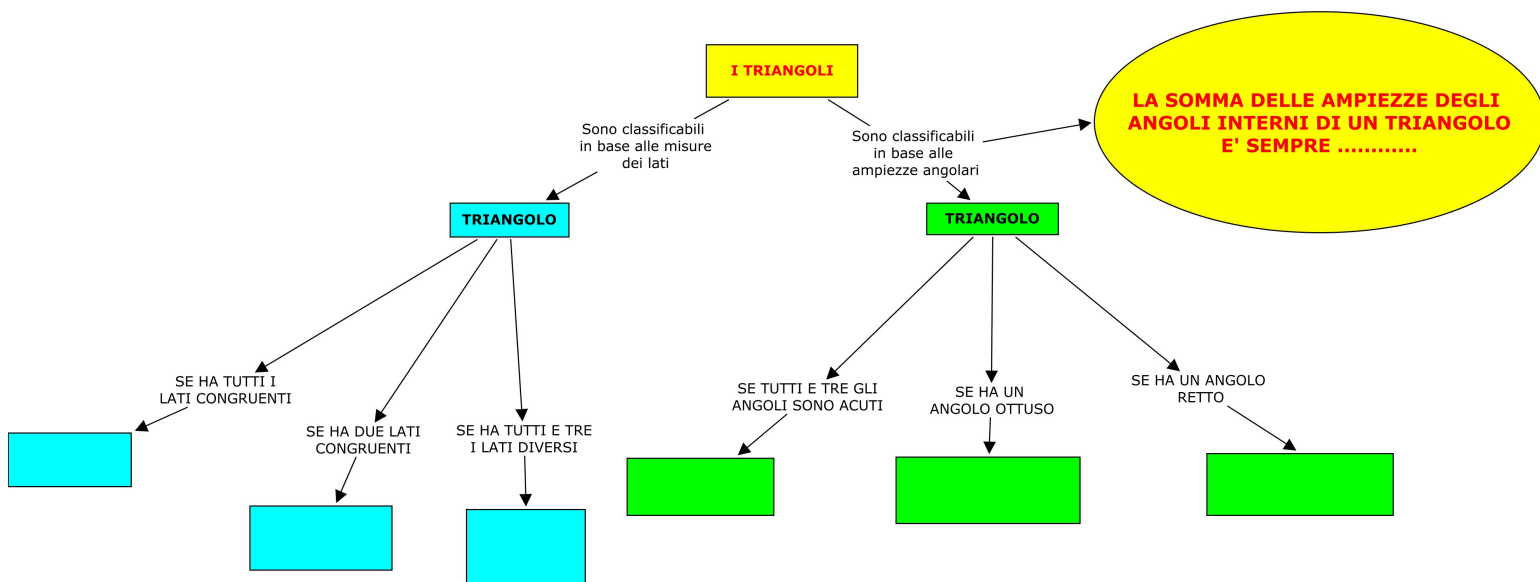 I TRIANGOLI
LA SOMMA DELLE AMPIEZZE DEGLI
ANGOLI INTERNI DI UN TRIANGOLO
E' SEMPRE ............
Sono classificabili
in base alle misure
dei lati
Sono classificabili
in base alle
ampiezze angolari
TRIANGOLO
TRIANGOLO
SE HA TUTTI I
LATI CONGRUENTI
SE HA DUE LATI
CONGRUENTI
SE HA TUTTI E TRE
I LATI DIVERSI
SE TUTTI E TRE GLI
ANGOLI SONO ACUTI
SE HA UN
ANGOLO OTTUSO
SE HA UN ANGOLO
RETTO